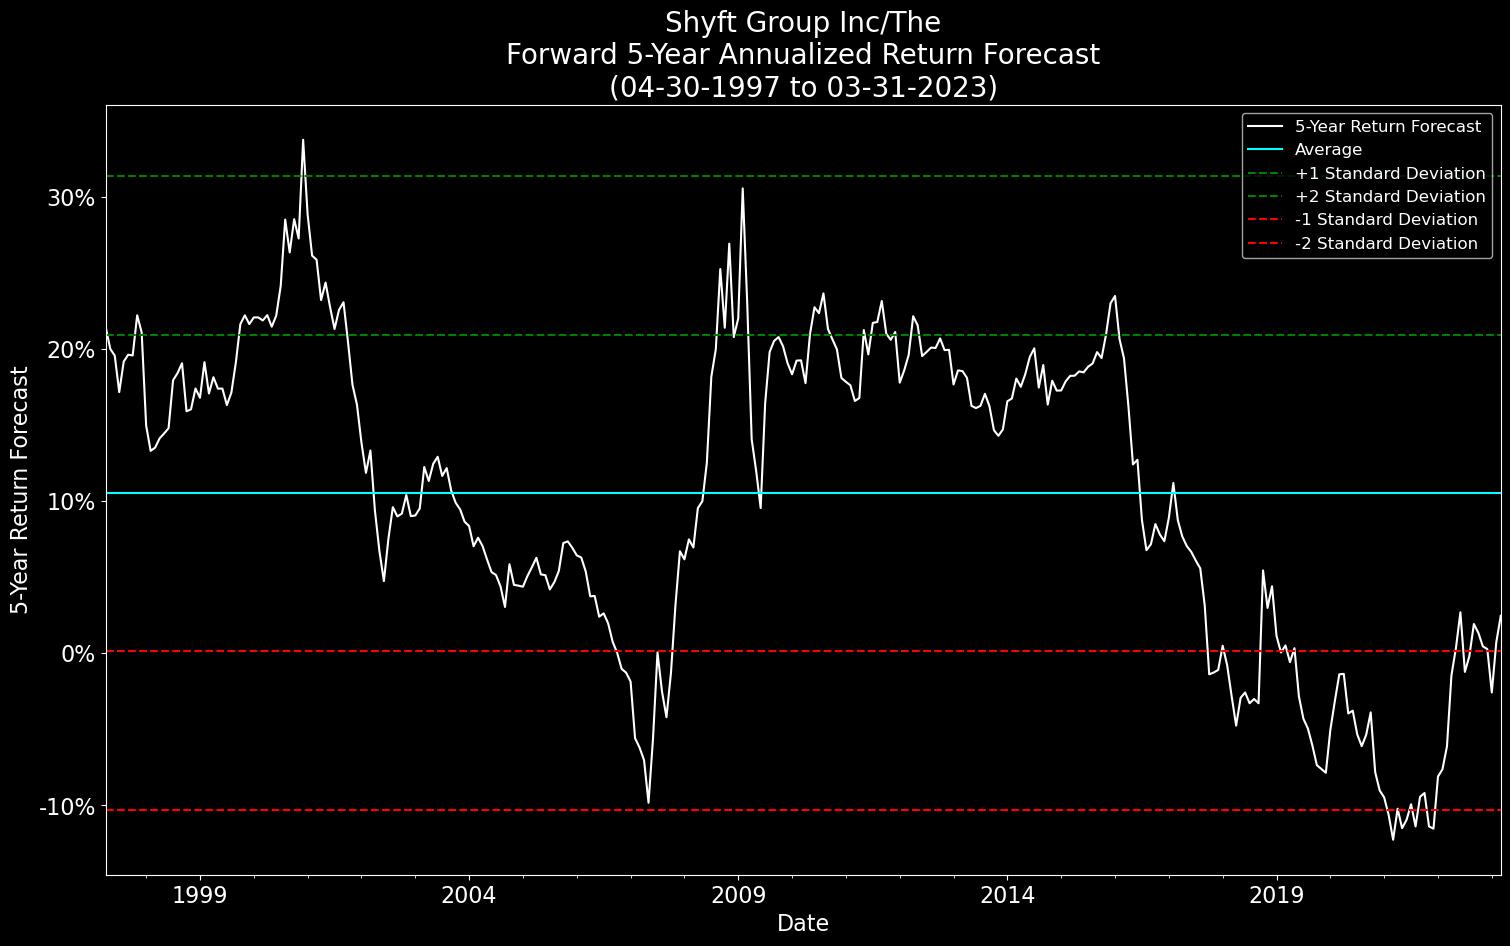 Shyft Group Inc/The
Forward 5-Year Annualized Return Forecast
(04-30-1997 to 03-31-2023)
5-Year Return Forecast
Average
+1 Standard Deviation
+2 Standard Deviation
-1 Standard Deviation
-2 Standard Deviation
5-Year Return Forecast
30%
20%
10%
0%
-10%
1999
2004
2009
2014
2019
Date